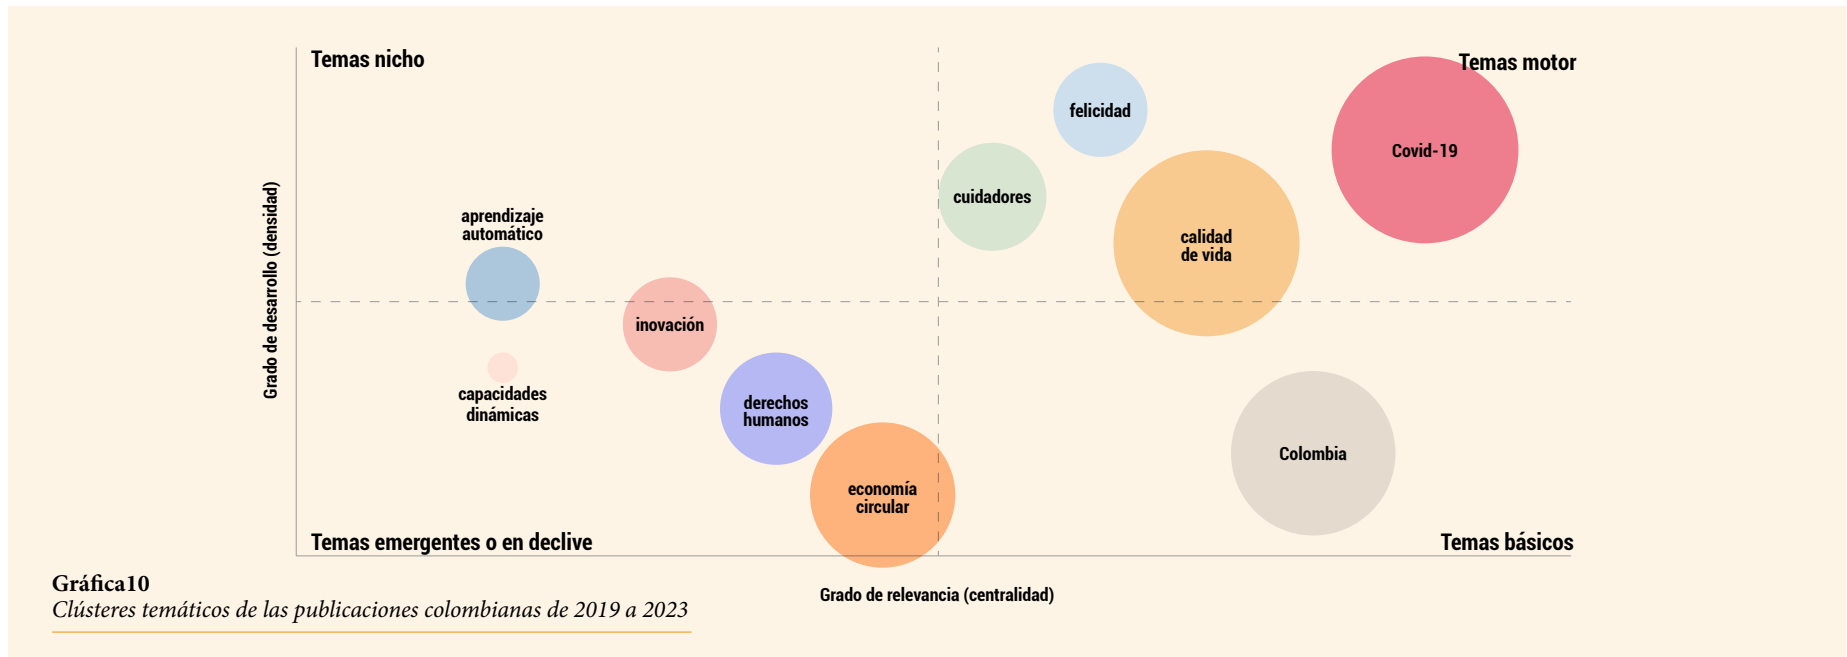 Temas nicho
Temas motor
felicidad
Covid-19
cuidadores
aprendizaje
automático
calidad
de vida
Grado de desarrollo (densidad)
inovación
capacidades
dinámicas
derechos
humanos
Colombia
economía
circular
Temas emergentes o en declive
Temas básicos
Grado de relevancia (centralidad)
Gráfica10
Clústeres temáticos de las publicaciones colombianas de 2019 a 2023